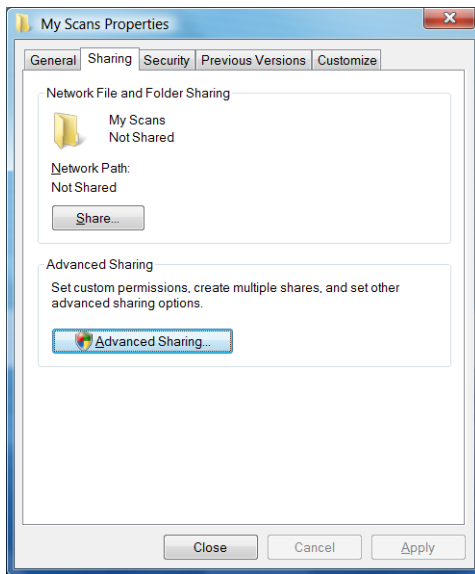 My Scans Properties
General Sharing Security Previous Versions Customize
Network File and Folder Sharing
My Scans
Not Shared
Network Path:
Not Shared
Share...
Advanced Sharing
Set custom permissions, create multiple shares, and set other
advanced sharing options.
Advanced Sharing...
Close Cancel Apply